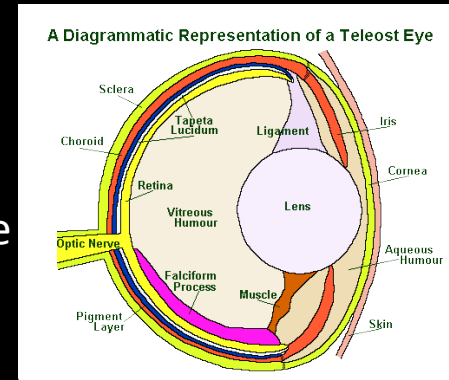 A Diagrammatic Representation of a Teleost Eye
Sclera
Tapeta
Lucidum
Ligament
Iris
Choroid
Cornea
Retina
Lens
Vitreous
Humour
e
Optic Nerve
Aqueous
Humour
Falciform
Process
Muscle
Pigment
Layer
Skin